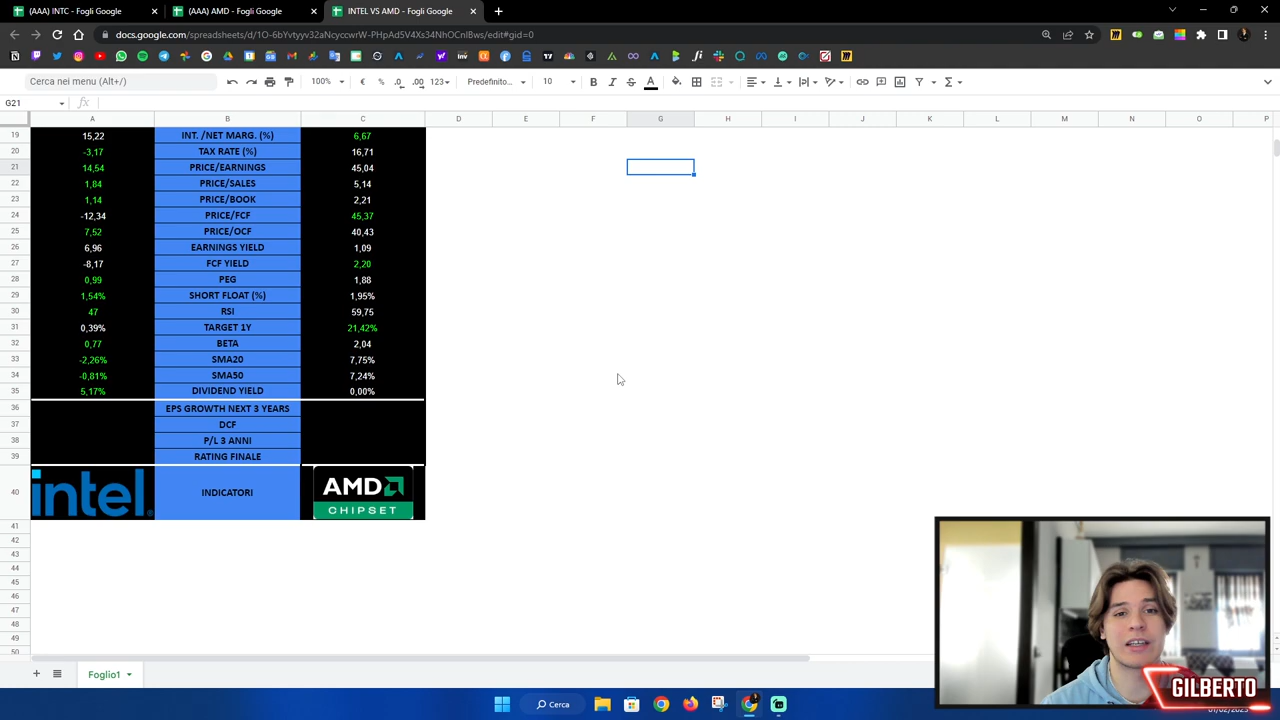 (AAA) INTC - Fogli Google
(AAA) AMD - Fogli Google
INTEL VS AMD - Fogli Google
docs.google.com/spreadsheets/d/1O-6bYvtyyv32aNcyccwrW-PHpAd5V4Xs34NhOCnIBws/edit#gid=0
Cerca nei menu (Alt+/)
100%
€ % .0 .00 123
Predefinito...
10
G21
A B C D E F G H I J K L M N O P
19 15,22 INT. /NET MARG. (%) 6,67
20 -3,17 TAX RATE (%) 16,71
21 14,54 PRICE/EARNINGS 45,04
22 1,84 PRICE/SALES 5,14
23 1,14 PRICE/BOOK 2,21
24 -12,34 PRICE/FCF 45,37
25 7,52 PRICE/OCF 40,43
26 6,96 EARNINGS YIELD 1,09
27 -8,17 FCF YIELD 2,20
28 0,99 PEG 1,88
29 1,54% SHORT FLOAT (%) 1,95%
30 47 RSI 59,75
31 0,39% TARGET 1Y 21,42%
32 0,77 BETA 2,04
33 -2,26% SMA20 7,75%
34 -0,81% SMA50 7,24%
35 5,17% DIVIDEND YIELD 0,00%
36 EPS GROWTH NEXT 3 YEARS
37 DCF
38 P/L 3 ANNI
39 RATING FINALE
40 intel INDICATORI AMD
CHIPSET
41
42
43
44
45
46
47
48
49
50
Foglio1
Cerca
GILBERTO